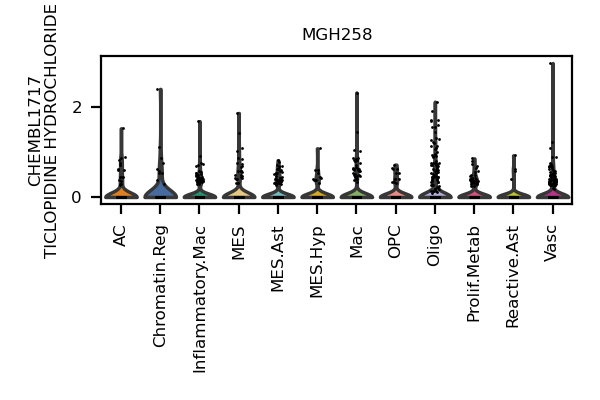 MGH258
CHEMBL1717
TICLOPIDINE HYDROCHLORIDE
2
0
AC
Chromatin.Reg
Inflammatory.Mac
MES
MES.Ast
MES.Hyp
Mac
OPC
Oligo
Prolif.Metab
Reactive.Ast
Vasc